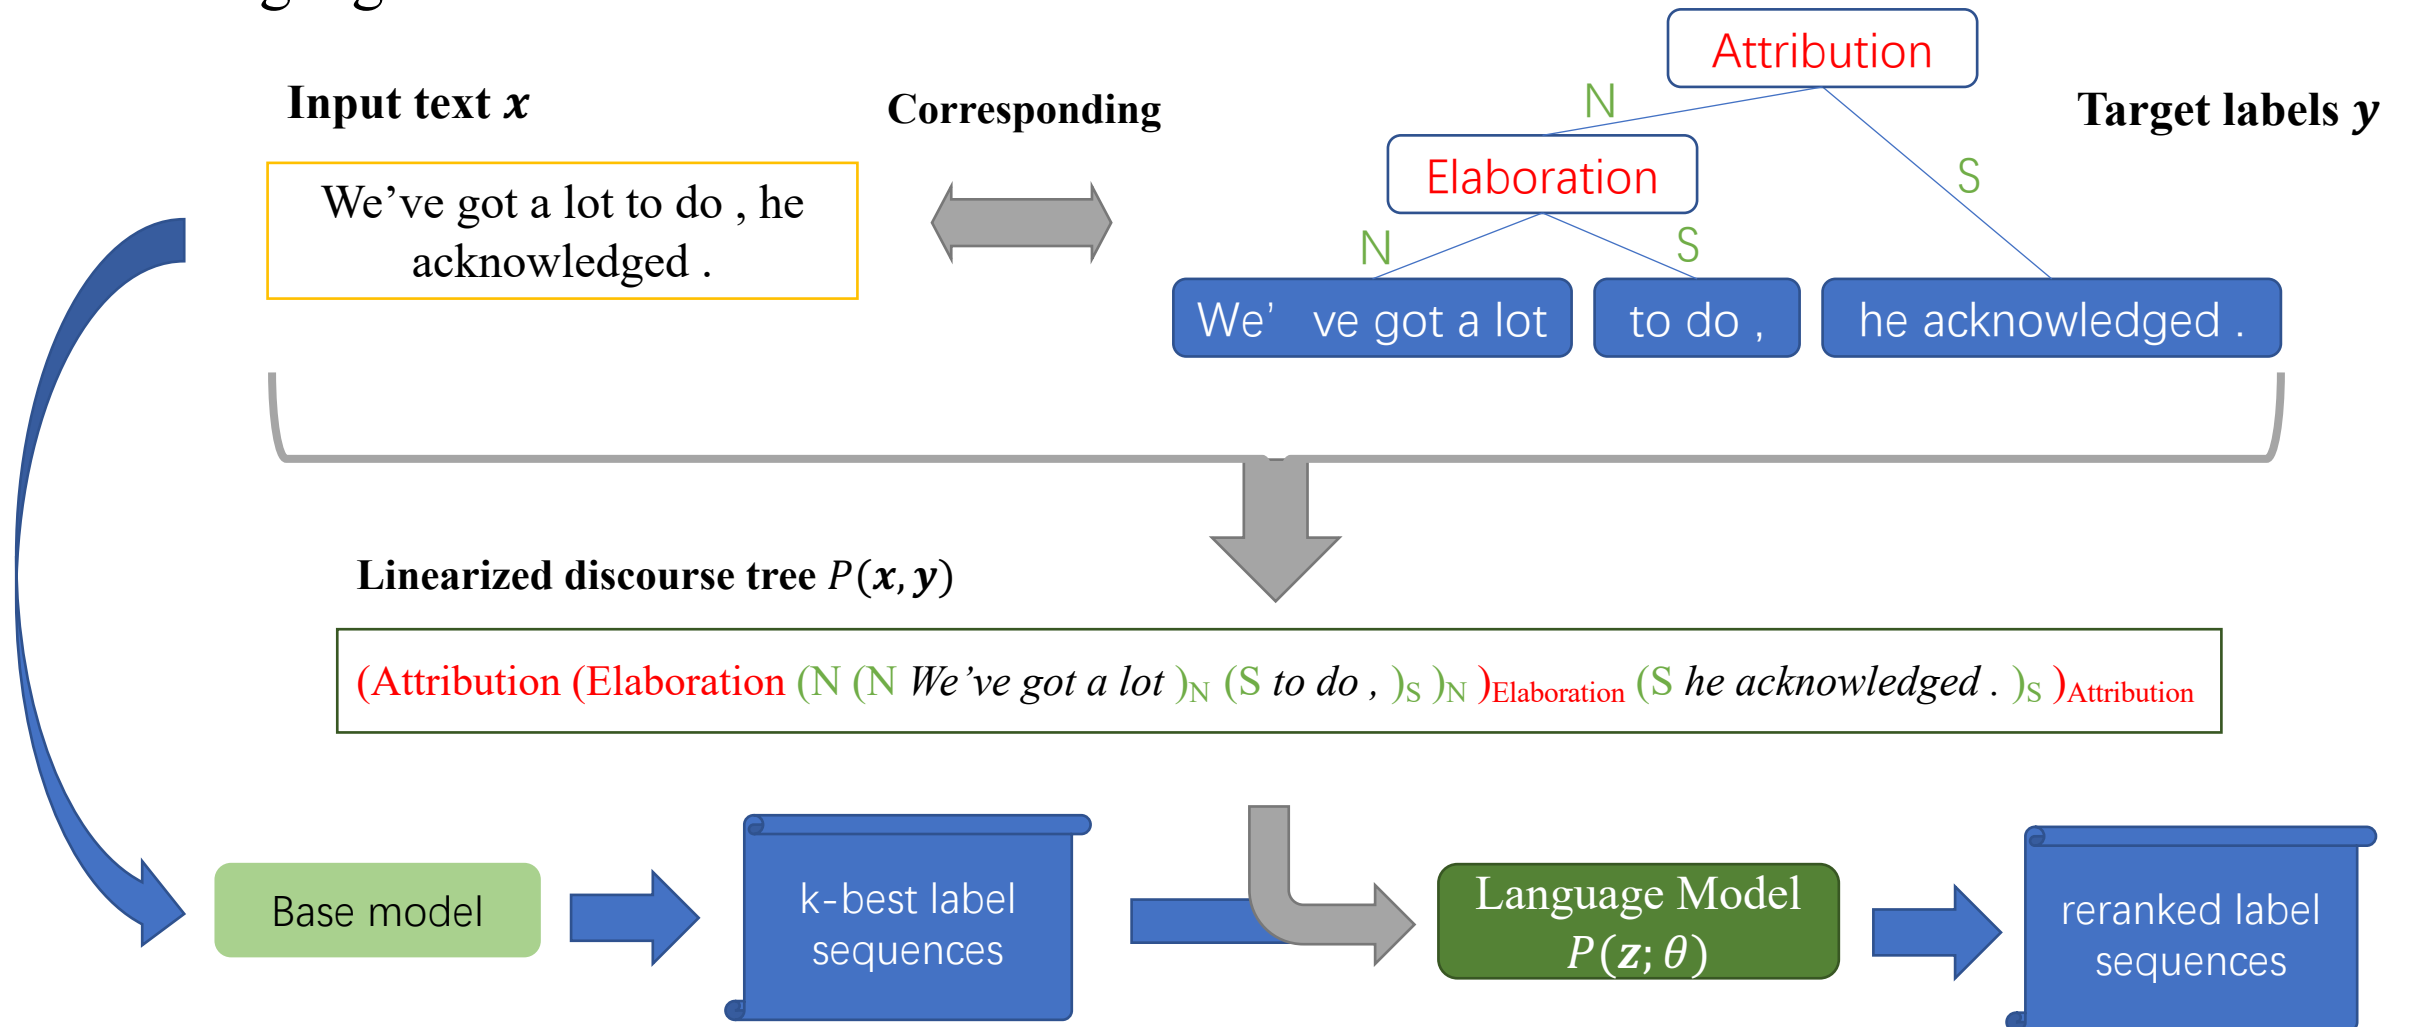 Input text x
Corresponding
Attribution
Target labels y
N
S
Elaboration
N
S
We've got a lot to do , he
acknowledged .
We' ve got a lot
to do ,
he acknowledged .
Linearized discourse tree P(x, y)
(Attribution (Elaboration (N (N We've got a lot )N (S to do , )S )N )Elaboration (S he acknowledged . )S )Attribution
Base model
k-best label
sequences
Language Model
P(z; θ)
reranked label
sequences